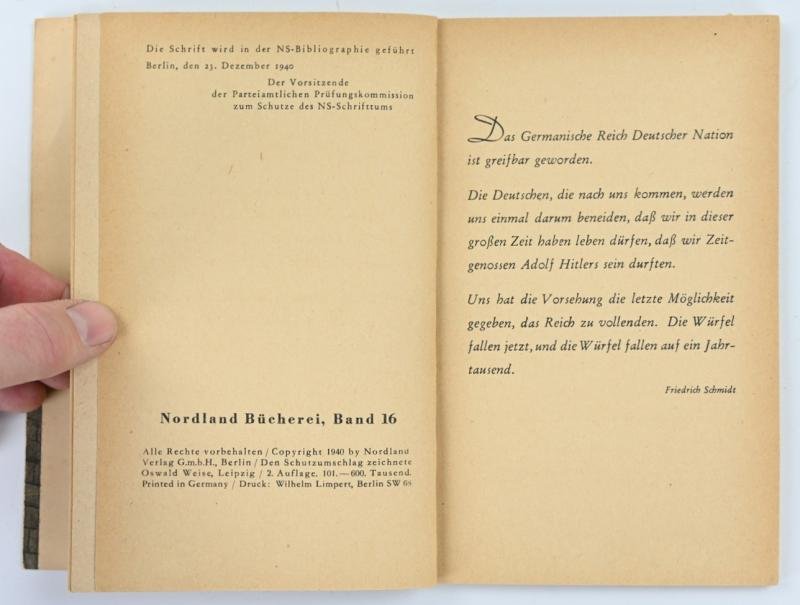 Die Schrift wird in der NS-Bibliographie geführt
Berlin, den 23. Dezember 1940
Der Vorsitzende
der Parteiamtlichen Prüfungskommission
zum Schutze des NS-Schrifttums
Nordland Bücherei, Band 16
Alle Rechte vorbehalten / Copyright 1940 by Nordland
Verlag G.m.b.H., Berlin / Den Schutzumschlag zeichnete
Oswald Weise, Leipzig / 2. Auflage. 101.—600. Tausend.
Printed in Germany / Druck: Wilhelm Limpert, Berlin SW 68
Das Germanische Reich Deutscher Nation
ist greifbar geworden.
Die Deutschen, die nach uns kommen, werden
uns einmal darum beneiden, daß wir in dieser
großen Zeit haben leben dürfen, daß wir Zeit-
genossen Adolf Hitlers sein durften.
Uns hat die Vorsehung die letzte Möglichkeit
gegeben, das Reich zu vollenden. Die Würfel
fallen jetzt, und die Würfel fallen auf ein Jahr-
tausend.
Friedrich Schmidt